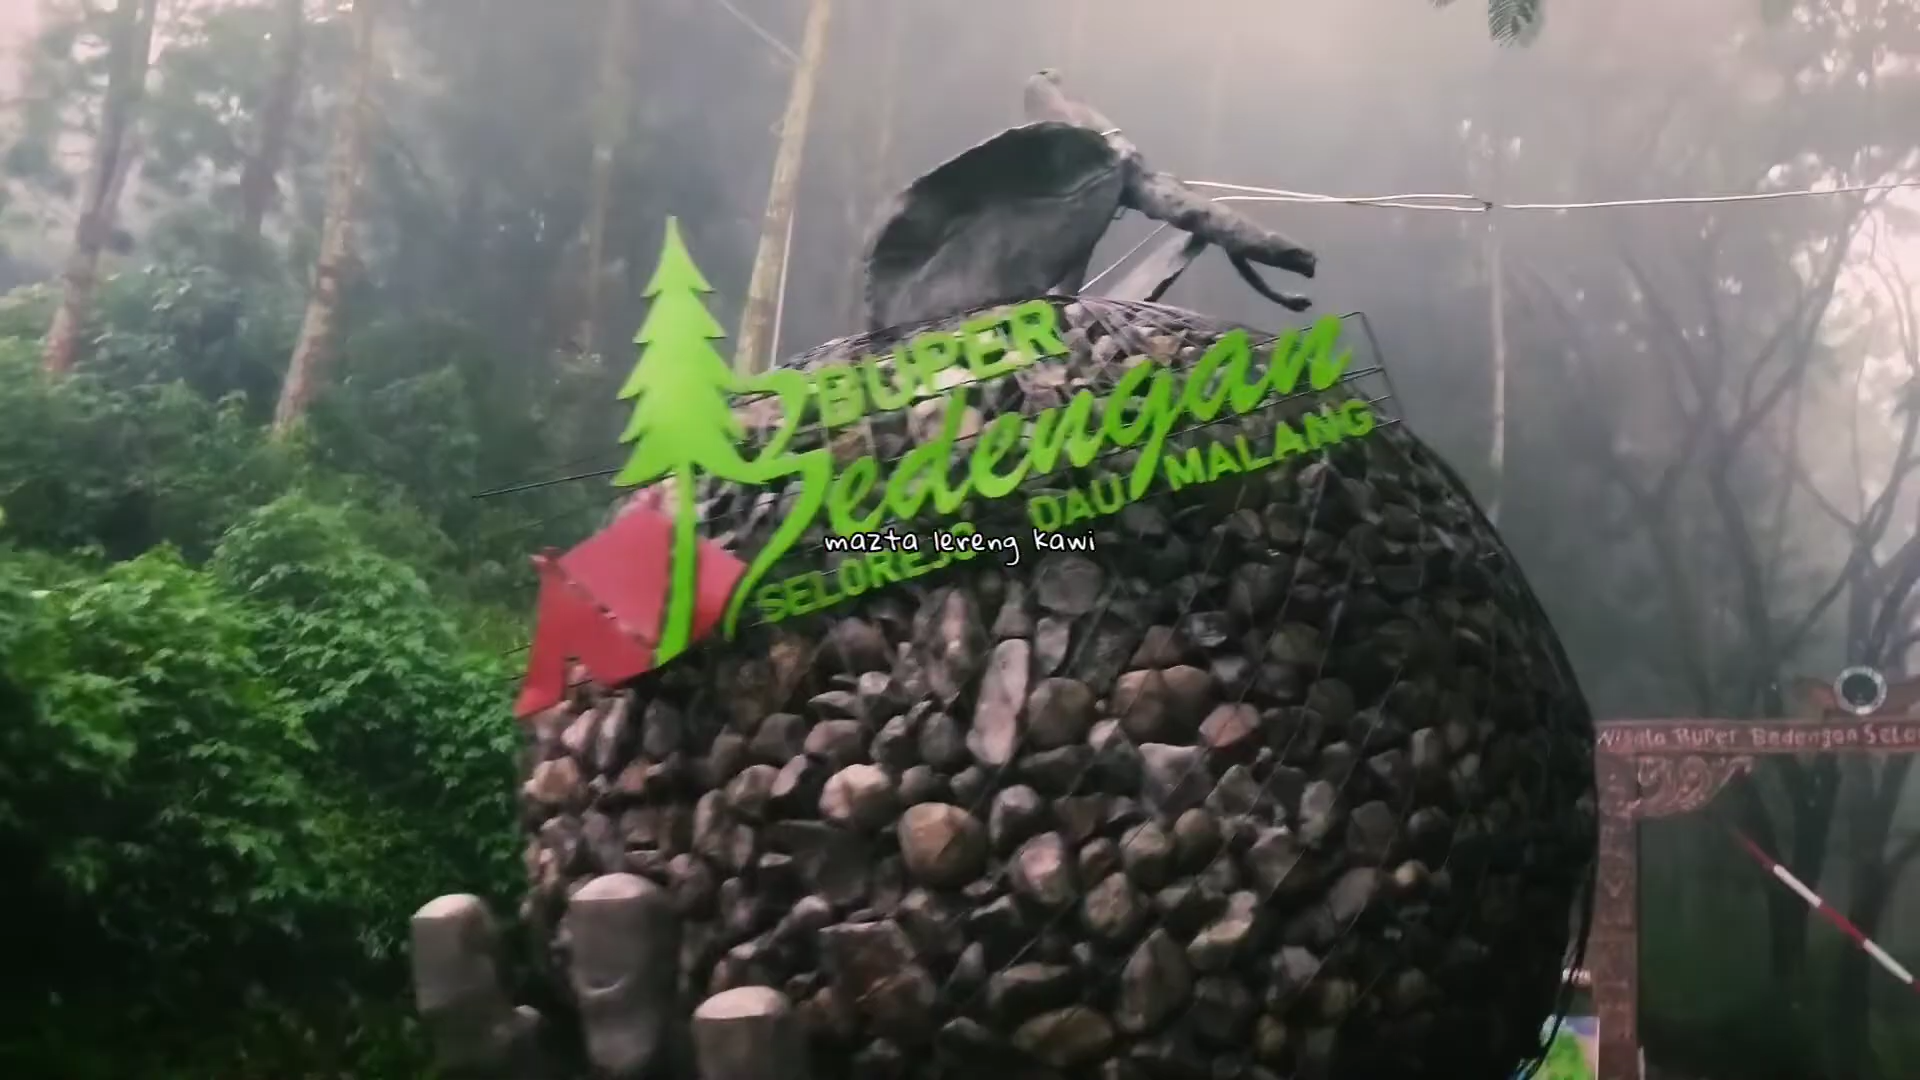 BUPER
Bedengan
SELOREJO DAU MALANG
mazta lereng kawi
Wisata Buper Bedengan Selo